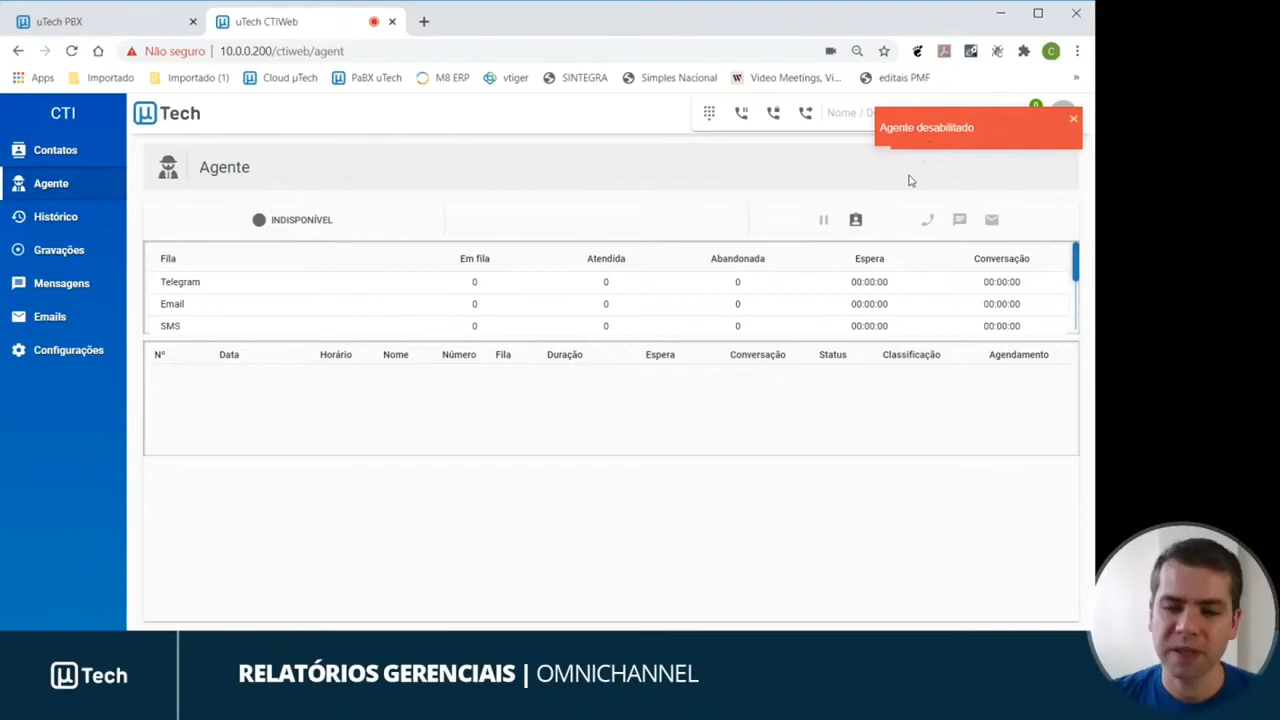 uTech PBX
uTech CTIWeb
Não seguro
10.0.0.200/ctiweb/agent
Apps
Importado
Importado (1)
Cloud µTech
PaBX uTech
M8 ERP
vtiger
SINTEGRA
Simples Nacional
Video Meetings, Vi...
editais PMF
»
CTI
µTech
Nome / D
Agente desabilitado
Contatos
Agente
Histórico
Gravações
Mensagens
Emails
Configurações
Agente
INDISPONÍVEL
Fila Em fila Atendida Abandonada Espera Conversação
Telegram 0 0 0 00:00:00 00:00:00
Email 0 0 0 00:00:00 00:00:00
SMS 0 0 0 00:00:00 00:00:00
Nº Data Horário Nome Número Fila Duração Espera Conversação Status Classificação Agendamento
µTech
RELATÓRIOS GERENCIAIS | OMNICHANNEL